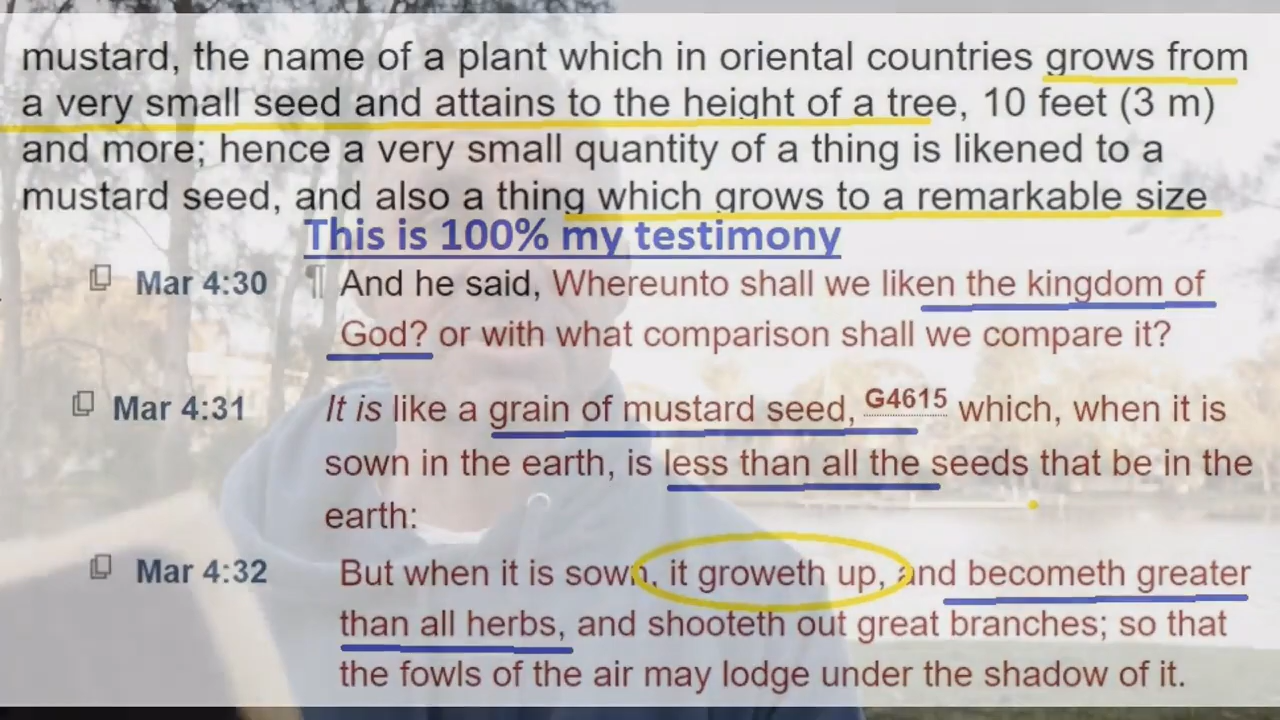 mustard, the name of a plant which in oriental countries grows from
a very small seed and attains to the height of a tree, 10 feet (3 m)
and more; hence a very small quantity of a thing is likened to a
mustard seed, and also a thing which grows to a remarkable size
This is 100% my testimony
Mar 4:30 ¶ And he said, Whereunto shall we liken the kingdom of
God? or with what comparison shall we compare it?
Mar 4:31 It is like a grain of mustard seed, G4615 which, when it is
sown in the earth, is less than all the seeds that be in the
earth:
Mar 4:32 But when it is sown, it groweth up, and becometh greater
than all herbs, and shooteth out great branches; so that
the fowls of the air may lodge under the shadow of it.